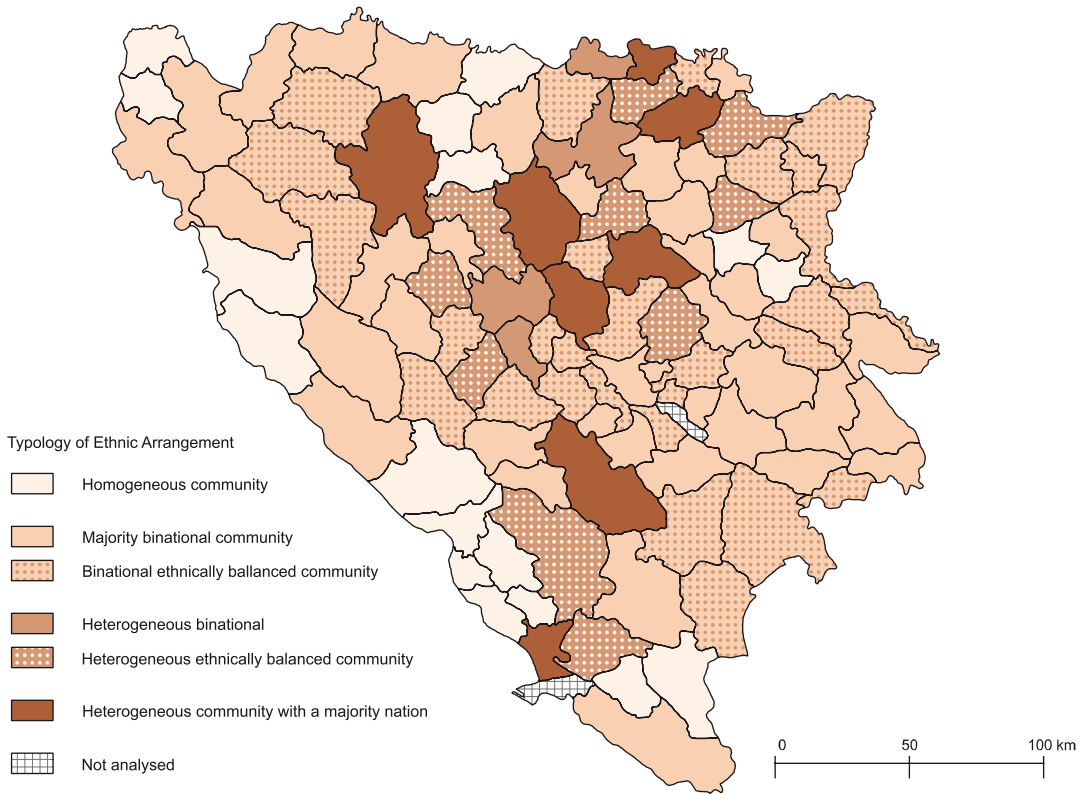 Typology of Ethnic Arrangement
Homogeneous community
Majority binational community
Binational ethnically ballanced community
Heterogeneous binational
Heterogeneous ethnically balanced community
Heterogeneous community with a majority nation
Not analysed
0 50 100 km